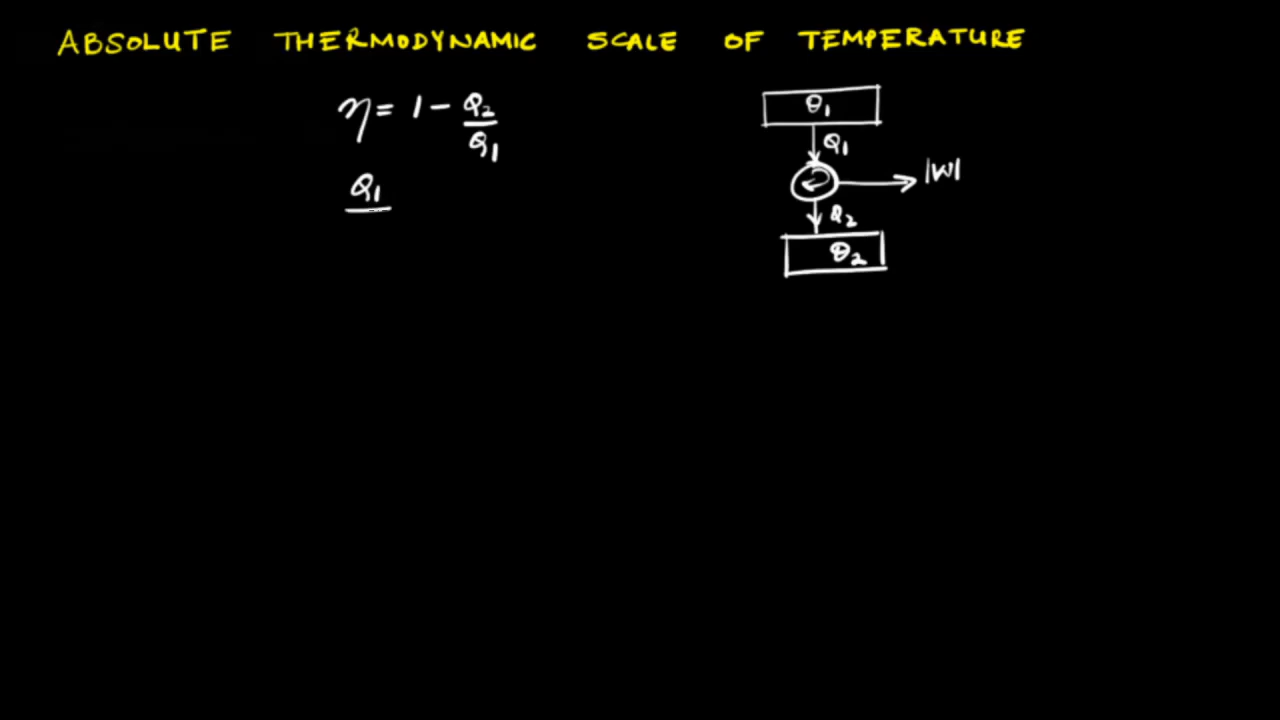 ABSOLUTE THERMODYNAMIC SCALE OF TEMPERATURE
η = 1 - Q₂/Q₁
Q₁
θ₁
Q₁
|W|
Q₂
θ₂